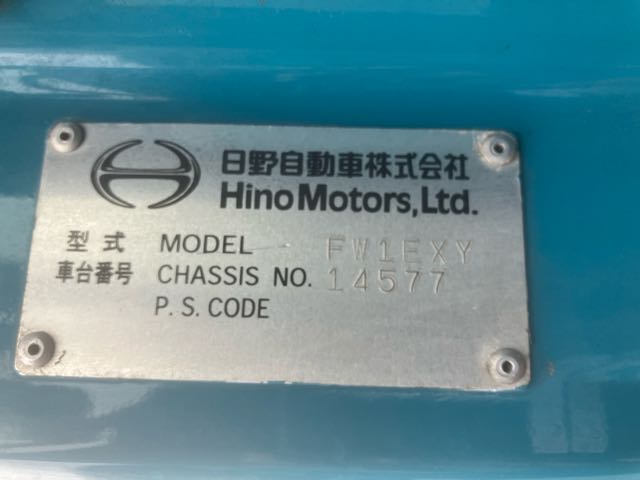 日野自動車株式会社
Hino Motors, Ltd.
型式 MODEL FW1EXY
車台番号 CHASSIS NO. 14577
P. S. CODE